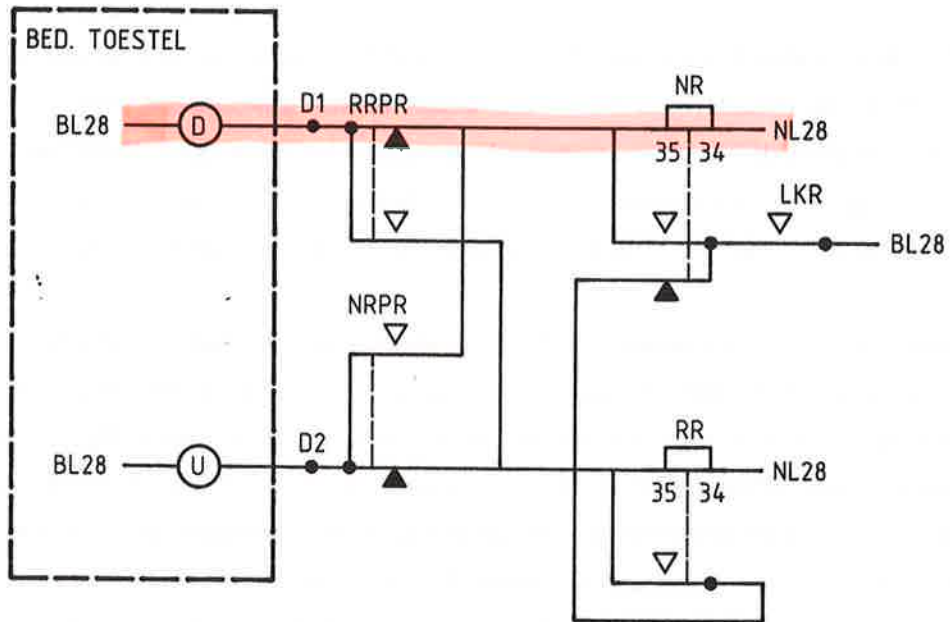 BED. TOESTEL
BL28 D D1 RRPR NR NL28
35 34
LKR
BL28
NRPR
BL28 U D2 RR NL28
35 34